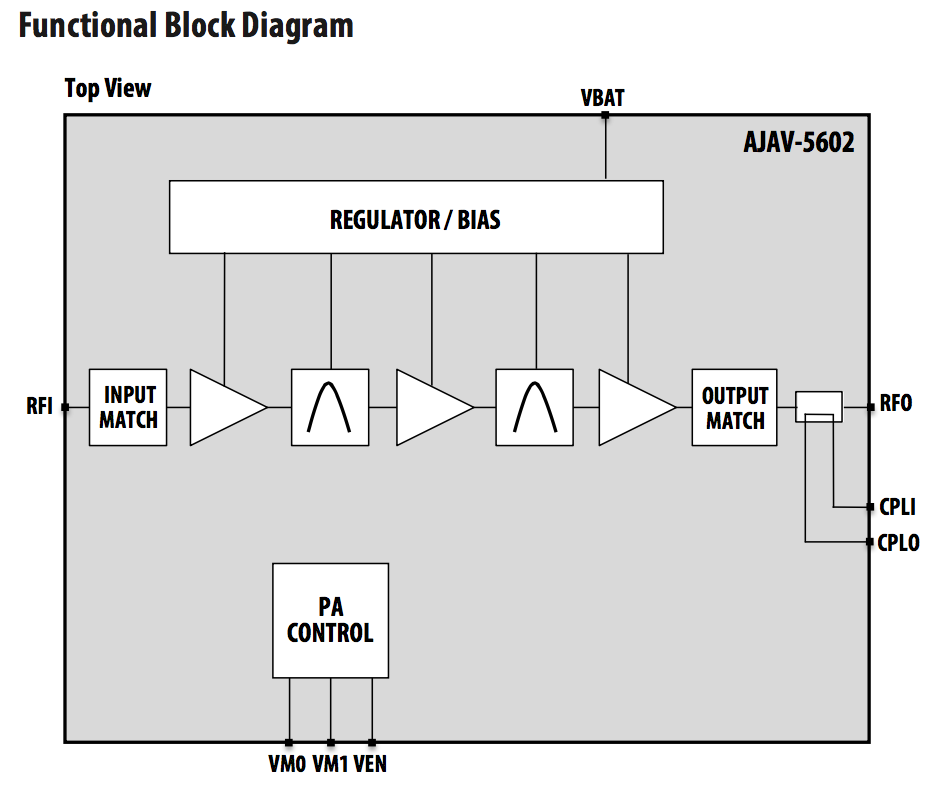 Functional Block Diagram
Top View
VBAT
AJAV-5602
REGULATOR / BIAS
RFI
INPUT
MATCH
OUTPUT
MATCH
RFO
CPLI
CPLO
PA
CONTROL
VM0 VM1 VEN